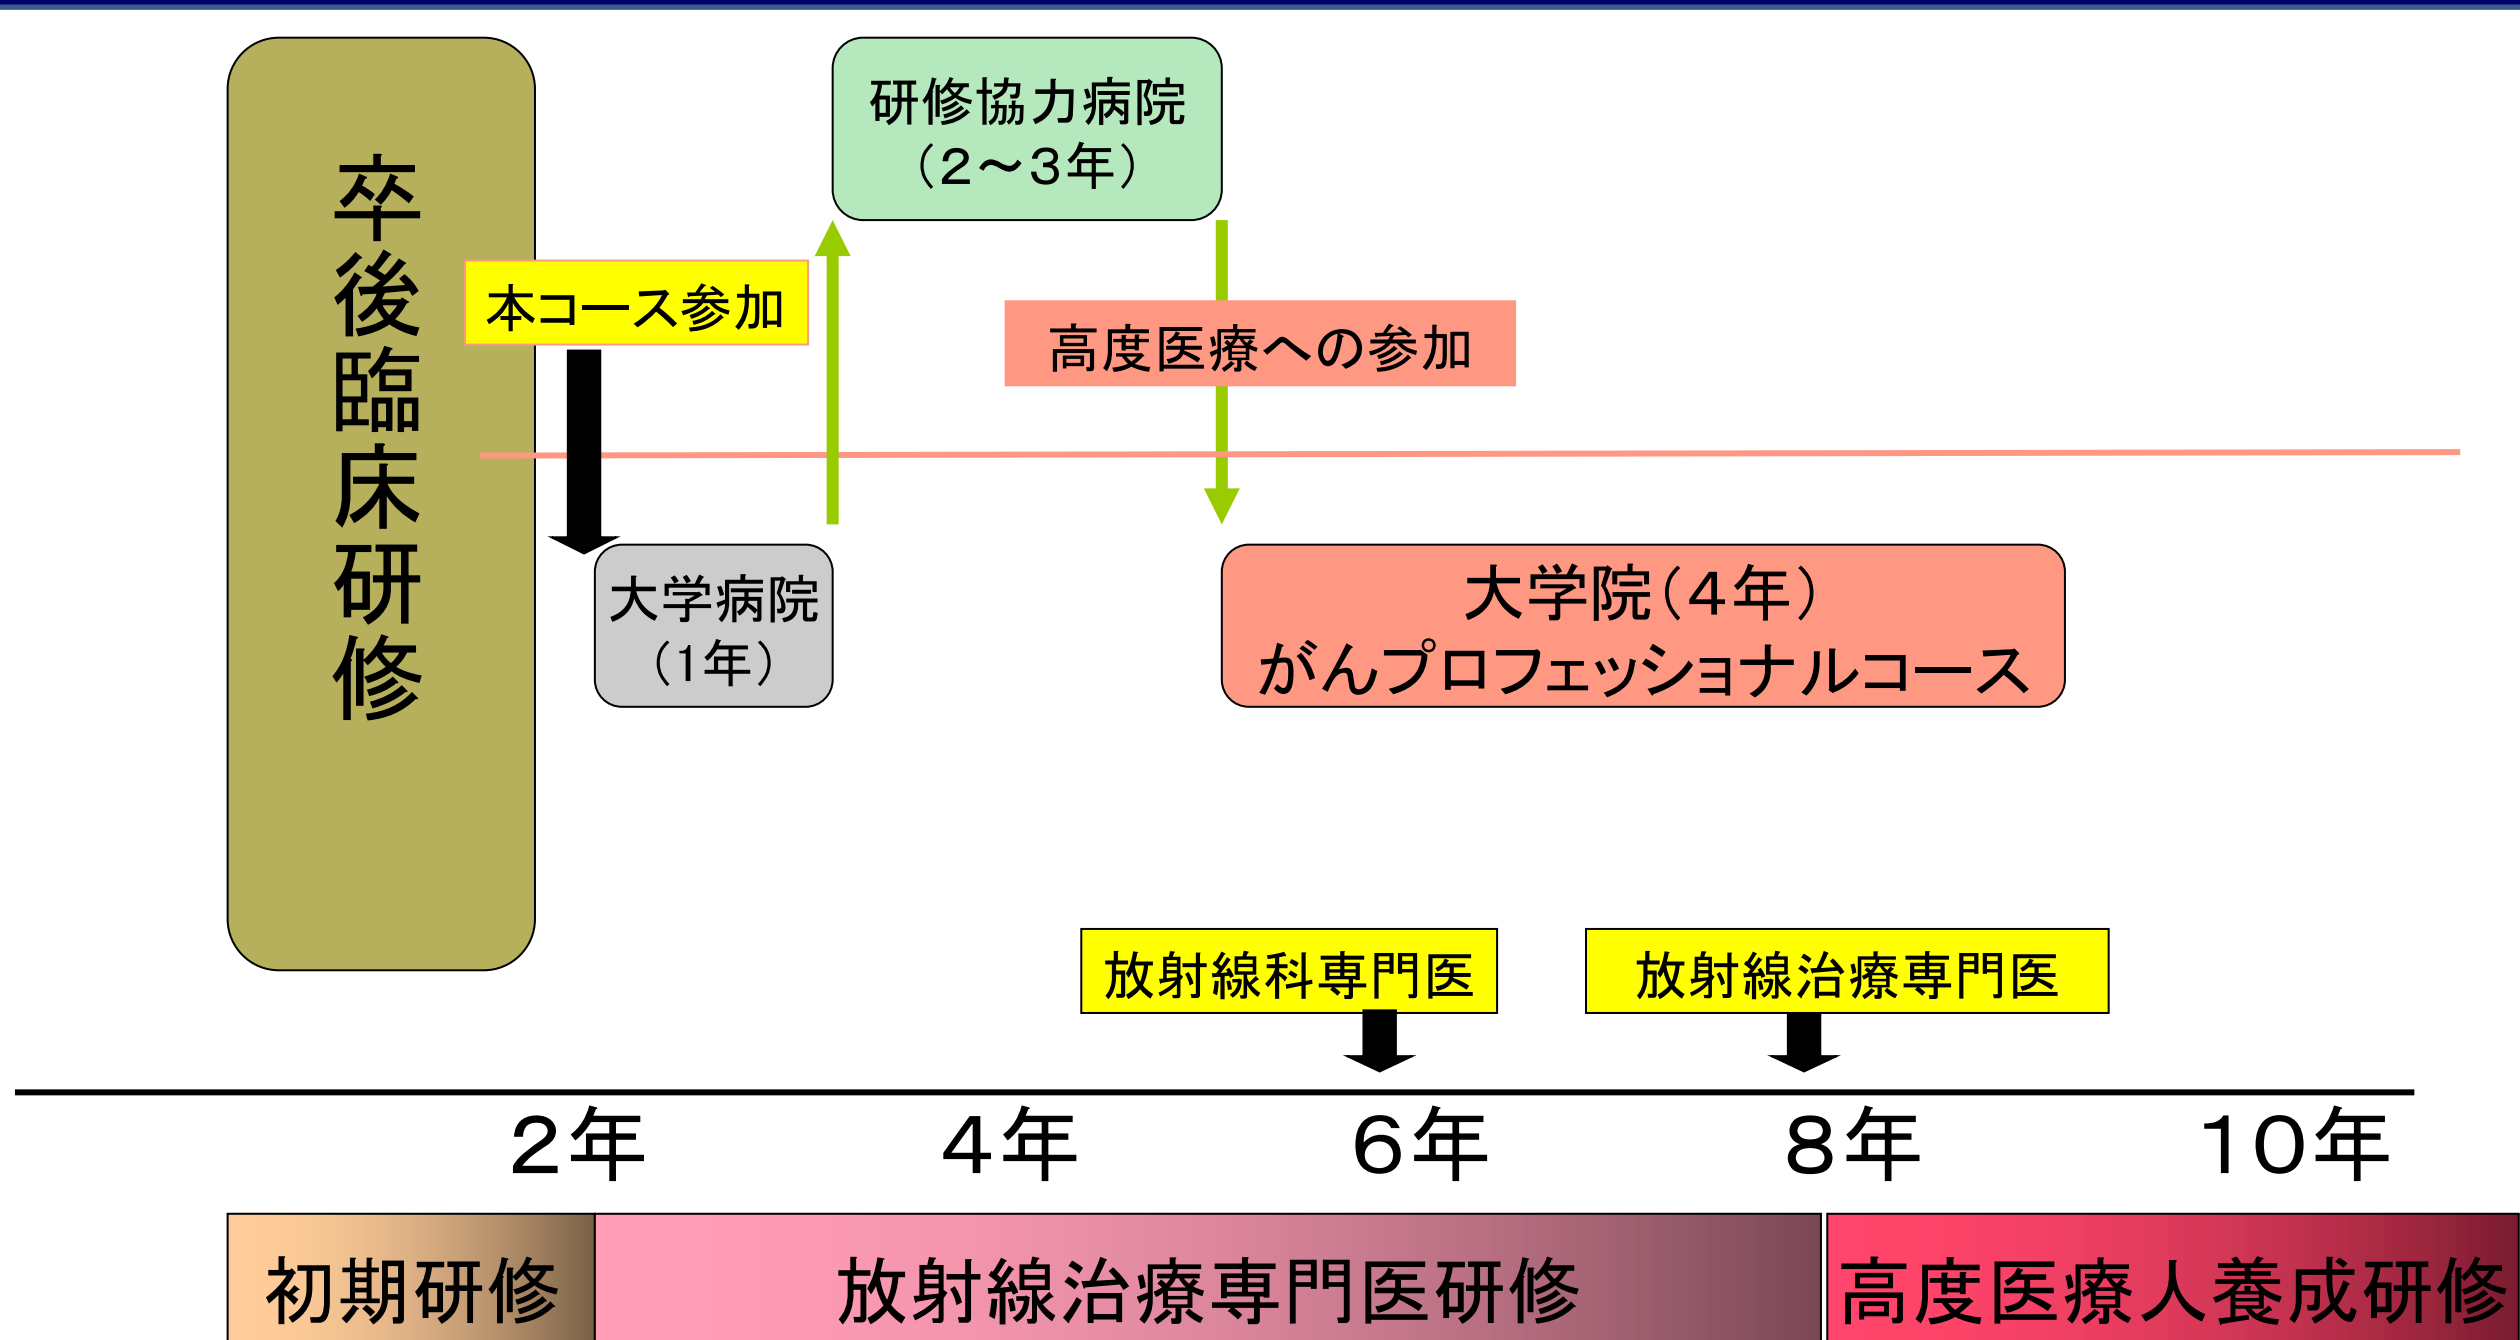 卒後臨床研修
研修協力病院
（２～３年）
本コース参加
高度医療への参加
大学病院
（１年）
大学院（４年）
がんプロフェッショナルコース
放射線科専門医
放射線治療専門医
２年
４年
６年
８年
１０年
初期研修
放射線治療専門医研修
高度医療人養成研修